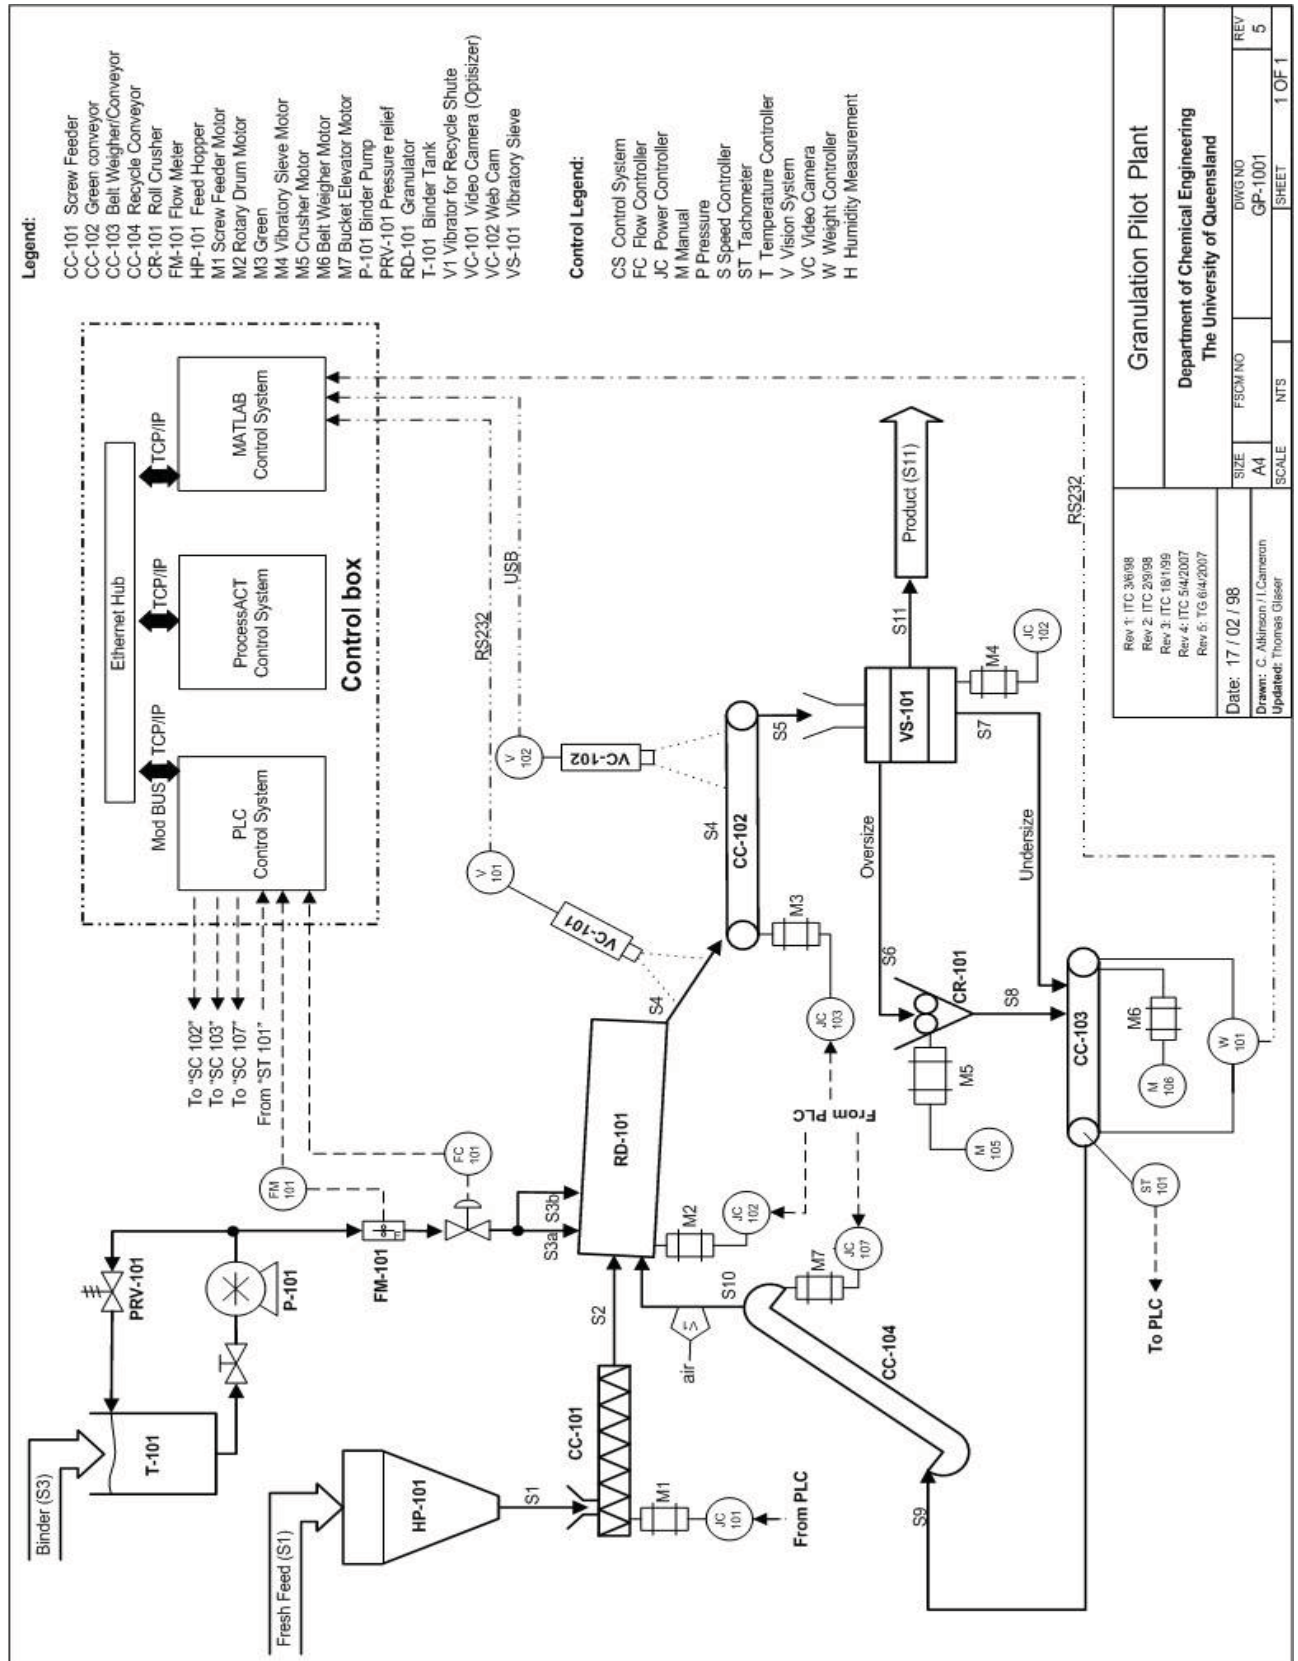 Legend:
CC-101 Screw Feeder
CC-102 Green conveyor
CC-103 Belt Weigher/Conveyor
CC-104 Recycle Conveyor
CR-101 Roll Crusher
FM-101 Flow Meter
HP-101 Feed Hopper
M1 Screw Feeder Motor
M2 Rotary Drum Motor
M3 Green
M4 Vibratory Sieve Motor
M5 Crusher Motor
M6 Belt Weigher Motor
M7 Bucket Elevator Motor
P-101 Binder Pump
PRV-101 Pressure relief
RD-101 Granulator
T-101 Binder Tank
V1 Vibrator for Recycle Shute
VC-101 Video Camera (Optisizer)
VC-102 Web Cam
VS-101 Vibratory Sieve
Control Legend:
CS Control System
FC Flow Controller
JC Power Controller
M Manual
P Pressure
S Speed Controller
ST Tachometer
T Temperature Controller
V Vision System
VC Video Camera
W Weight Controller
H Humidity Measurement
Ethernet Hub
Mod BUS
TCP/IP
TCP/IP
TCP/IP
PLC
Control System
ProcessACT
Control System
MATLAB
Control System
Control box
To "SC 102"
To "SC 103"
To "SC 107"
From "ST 101"
RS232
USB
Binder (S3)
T-101
PRV-101
P-101
FM
101
FM-101
FC
101
S3a
S3b
Fresh Feed (S1)
HP-101
S1
CC-101
M1
JC
101
From PLC
S2
RD-101
M2
JC
102
S4
VC-101
V
101
VC-102
V
102
S4
CC-102
M3
JC
103
From PLC
S5
VS-101
M4
JC
102
S11
Product (S11)
Oversize
S6
CR-101
M5
M
105
S8
Undersize
S7
CC-103
M6
M
106
W
101
RS232
ST
101
To PLC
S9
CC-104
M7
JC
107
S10
V1
air
Rev 1: ITC 3/6/98
Rev 2: ITC 2/9/98
Rev 3: ITC 18/1/99
Rev 4: ITC 5/4/2007
Rev 5: TG 6/4/2007
Date: 17 / 02 / 98
Drawn: C. Atkinson / I.Cameron
Updated: Thomas Glaser
Granulation Pilot Plant
Department of Chemical Engineering
The University of Queensland
SIZE
A4
FSCM NO
DWG NO
GP-1001
REV
5
SCALE
NTS
SHEET
1 OF 1